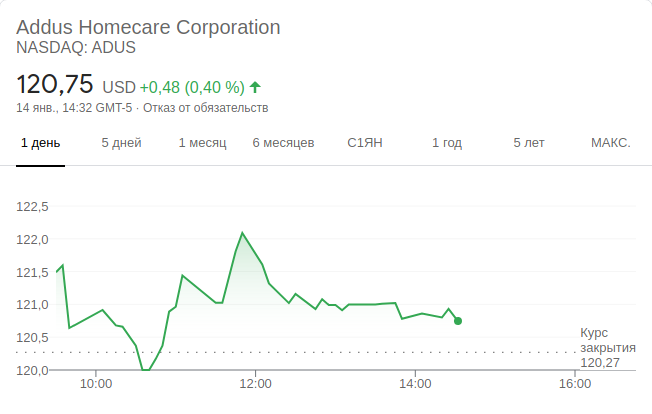 Addus Homecare Corporation
NASDAQ: ADUS
120,75 USD +0,48 (0,40 %)
14 янв., 14:32 GMT-5 · Отказ от обязательств
1 день 5 дней 1 месяц 6 месяцев С1ЯН 1 год 5 лет МАКС.
122,5
122,0
121,5
121,0
120,5
120,0
Курс
закрытия
120,27
10:00 12:00 14:00 16:00